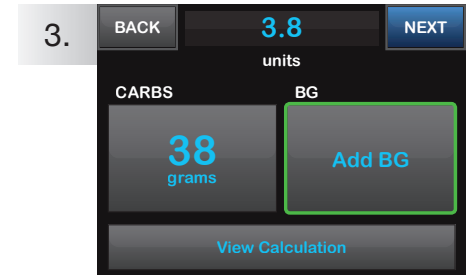 3.
BACK 3.8 NEXT
units
CARBS BG
38
grams
Add BG
View Calculation